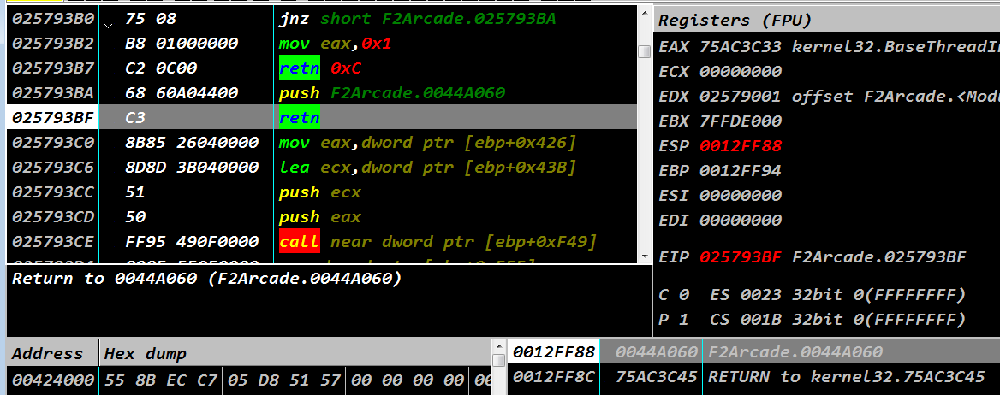 025793B0 75 08 jnz short F2Arcade.025793BA
025793B2 B8 01000000 mov eax,0x1
025793B7 C2 0C00 retn 0xC
025793BA 68 60A04400 push F2Arcade.0044A060
025793BF C3 retn
025793C0 8B85 26040000 mov eax,dword ptr [ebp+0x426]
025793C6 8D8D 3B040000 lea ecx,dword ptr [ebp+0x43B]
025793CC 51 push ecx
025793CD 50 push eax
025793CE FF95 490F0000 call near dword ptr [ebp+0xF49]
Return to 0044A060 (F2Arcade.0044A060)
Registers (FPU)
EAX 75AC3C33 kernel32.BaseThreadI
ECX 00000000
EDX 02579001 offset F2Arcade.<Modu
EBX 7FFDE000
ESP 0012FF88
EBP 0012FF94
ESI 00000000
EDI 00000000
EIP 025793BF F2Arcade.025793BF
C 0 ES 0023 32bit 0(FFFFFFFF)
P 1 CS 001B 32bit 0(FFFFFFFF)
Address Hex dump
00424000 55 8B EC C7 05 D8 51 57 00 00 00 00 00
0012FF88 0044A060 F2Arcade.0044A060
0012FF8C 75AC3C45 RETURN to kernel32.75AC3C45